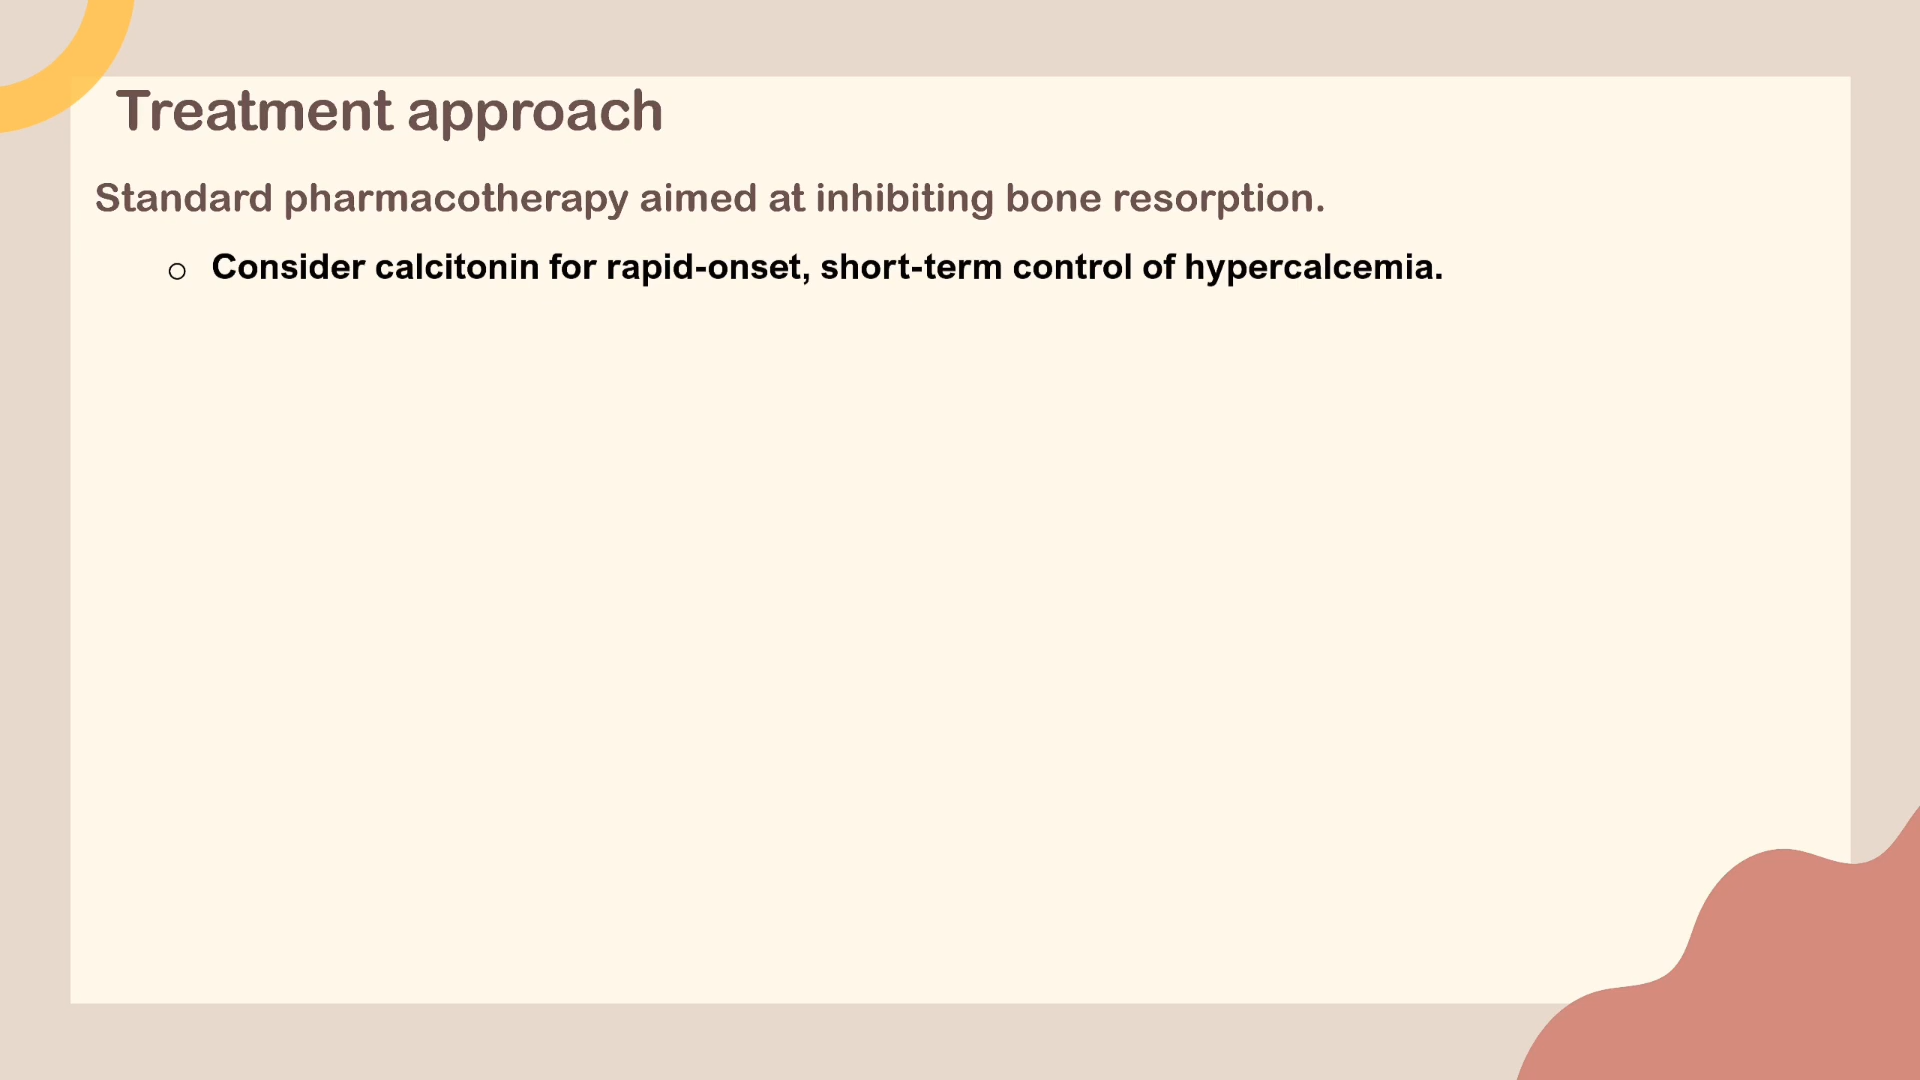 Treatment approach
Standard pharmacotherapy aimed at inhibiting bone resorption.
o Consider calcitonin for rapid-onset, short-term control of hypercalcemia.